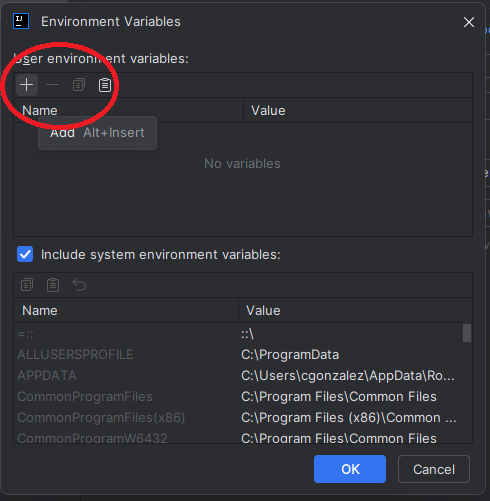 IJ
Environment Variables
User environment variables:
Name Value
Add Alt+Insert
No variables
Include system environment variables:
Name Value
=:: ::\
ALLUSERSPROFILE C:\ProgramData
APPDATA C:\Users\cgonzalez\AppData\Ro...
CommonProgramFiles C:\Program Files\Common Files
CommonProgramFiles(x86) C:\Program Files (x86)\Common ...
CommonProgramW6432 C:\Program Files\Common Files
OK Cancel